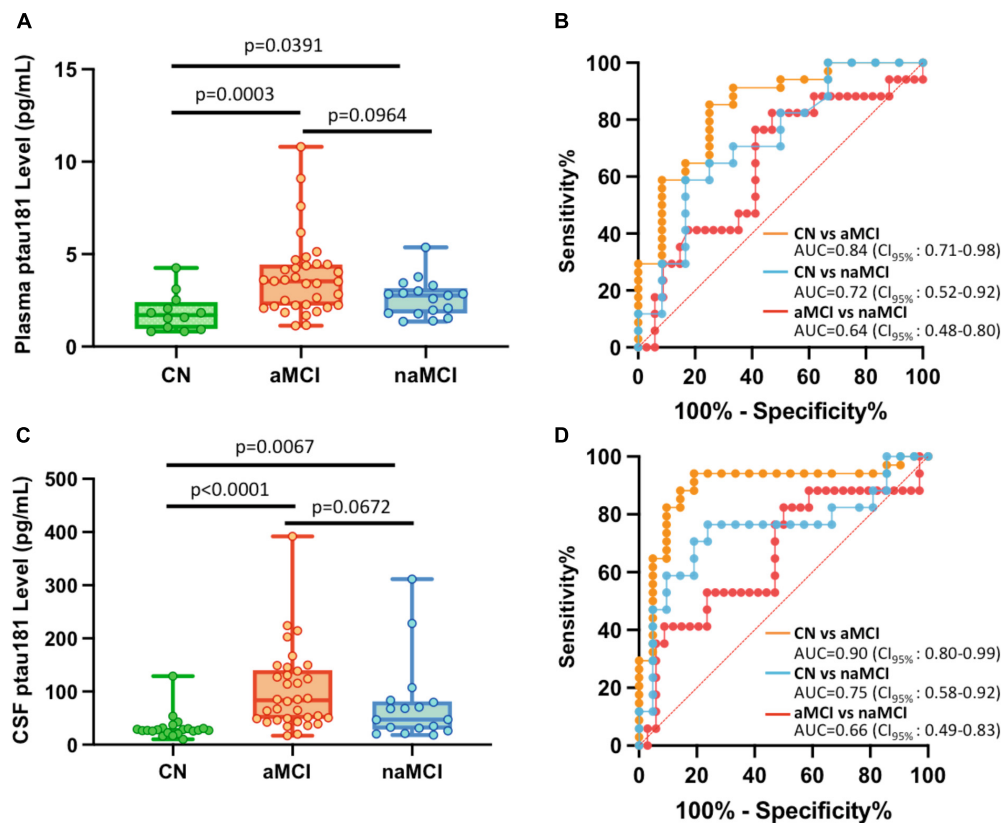 A
p=0.0391
p=0.0003
p=0.0964
Plasma ptau181 Level (pg/mL)
15
10
5
0
CN aMCI naMCI
B
Sensitivity%
100
80
60
40
20
0
CN vs aMCI
AUC=0.84 (CI95% : 0.71-0.98)
CN vs naMCI
AUC=0.72 (CI95% : 0.52-0.92)
aMCI vs naMCI
AUC=0.64 (CI95% : 0.48-0.80)
0 20 40 60 80 100
100% - Specificity%
C
p=0.0067
p<0.0001
p=0.0672
CSF ptau181 Level (pg/mL)
500
400
300
200
100
0
CN aMCI naMCI
D
Sensitivity%
100
80
60
40
20
0
CN vs aMCI
AUC=0.90 (CI95% : 0.80-0.99)
CN vs naMCI
AUC=0.75 (CI95% : 0.58-0.92)
aMCI vs naMCI
AUC=0.66 (CI95% : 0.49-0.83)
0 20 40 60 80 100
100% - Specificity%